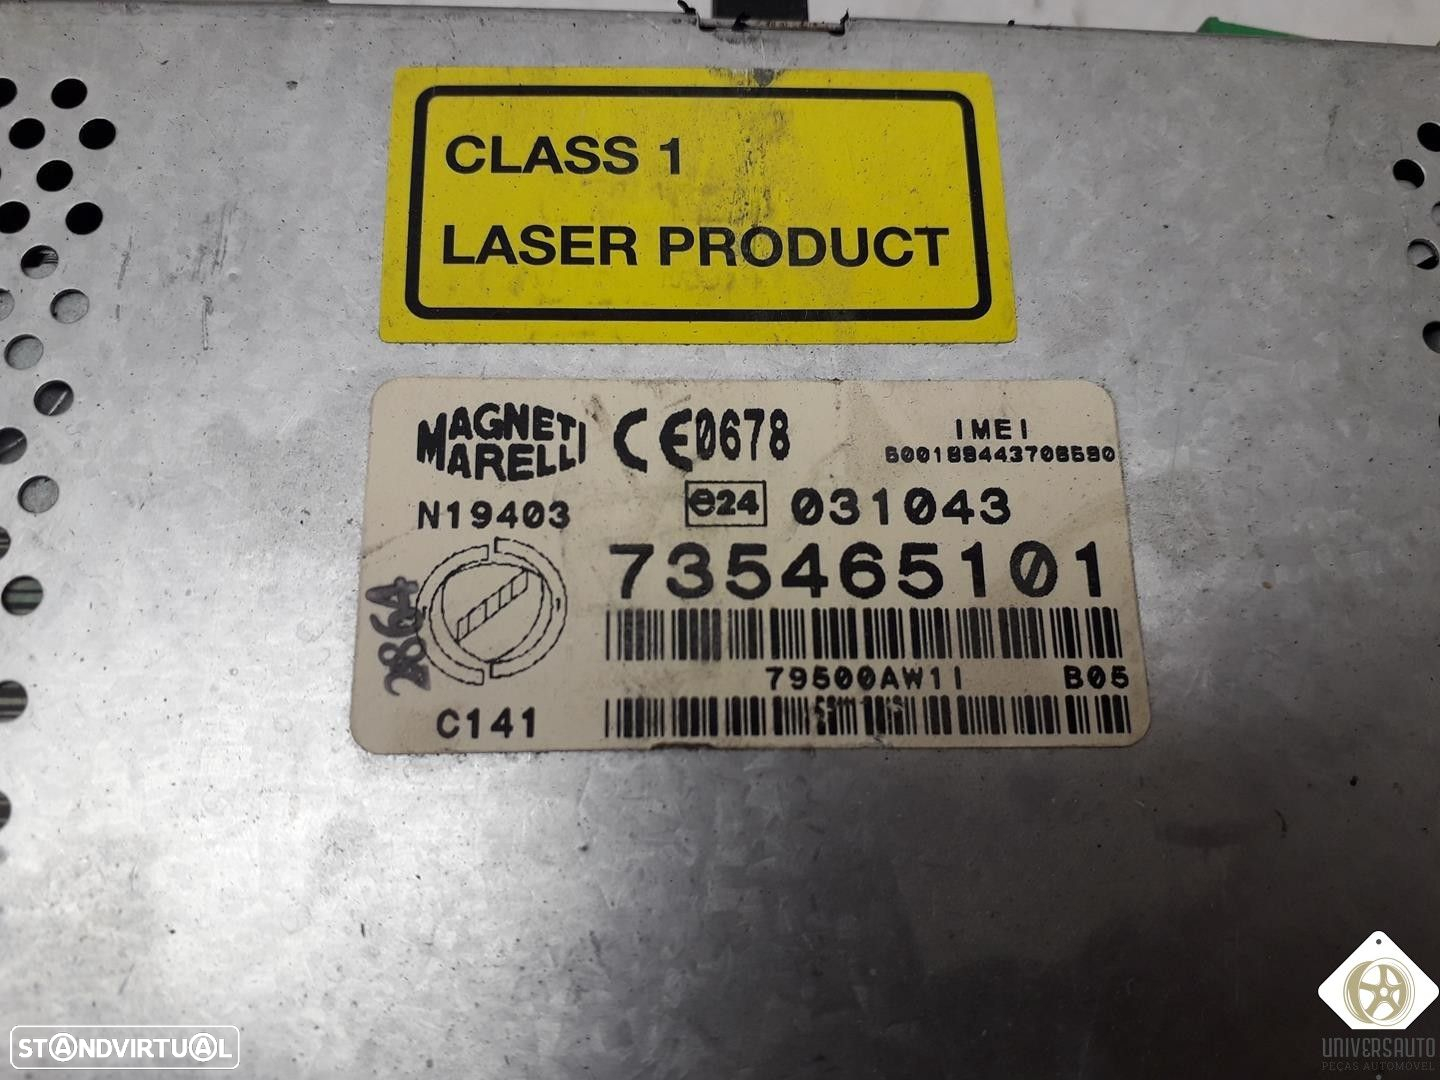 CLASS 1
LASER PRODUCT
MAGNETI
MARELLI
CE0678
IMEI
N19403
e24 031043
735465101
2864
79500AW11 B05
C141
STANDVIRTUAL
UNIVERSAUTO
PEÇAS AUTOMÓVEL